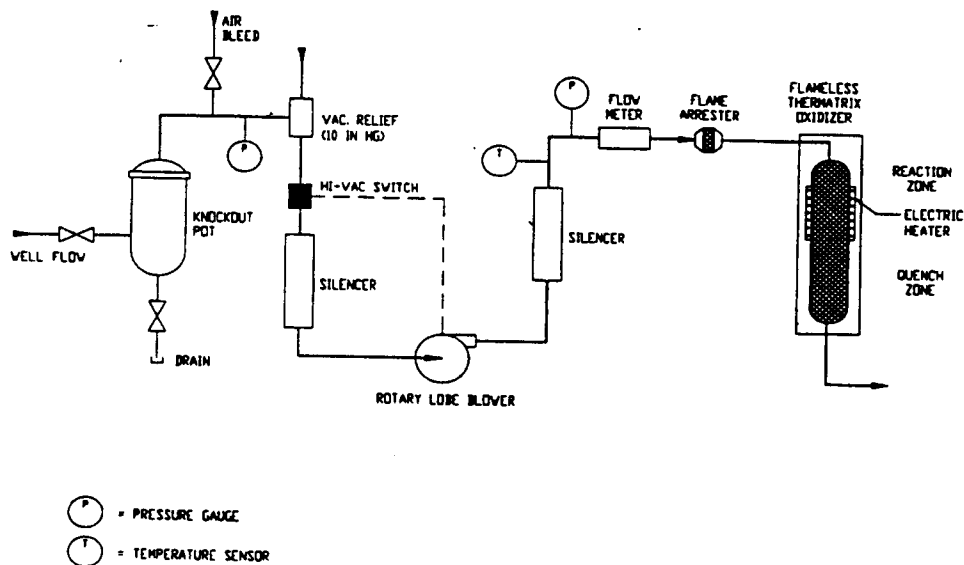 AIR
BLEED
VAC. RELIEF
(10 IN HG)
P
HI-VAC SWITCH
KNOCKOUT
POT
WELL FLOW
SILENCER
DRAIN
ROTARY LOBE BLOWER
T
P
SILENCER
FLOW
METER
FLAME
ARRESTER
FLAMELESS
THERMATRIX
OXIDIZER
REACTION
ZONE
ELECTRIC
HEATER
QUENCH
ZONE
P = PRESSURE GAUGE
T = TEMPERATURE SENSOR